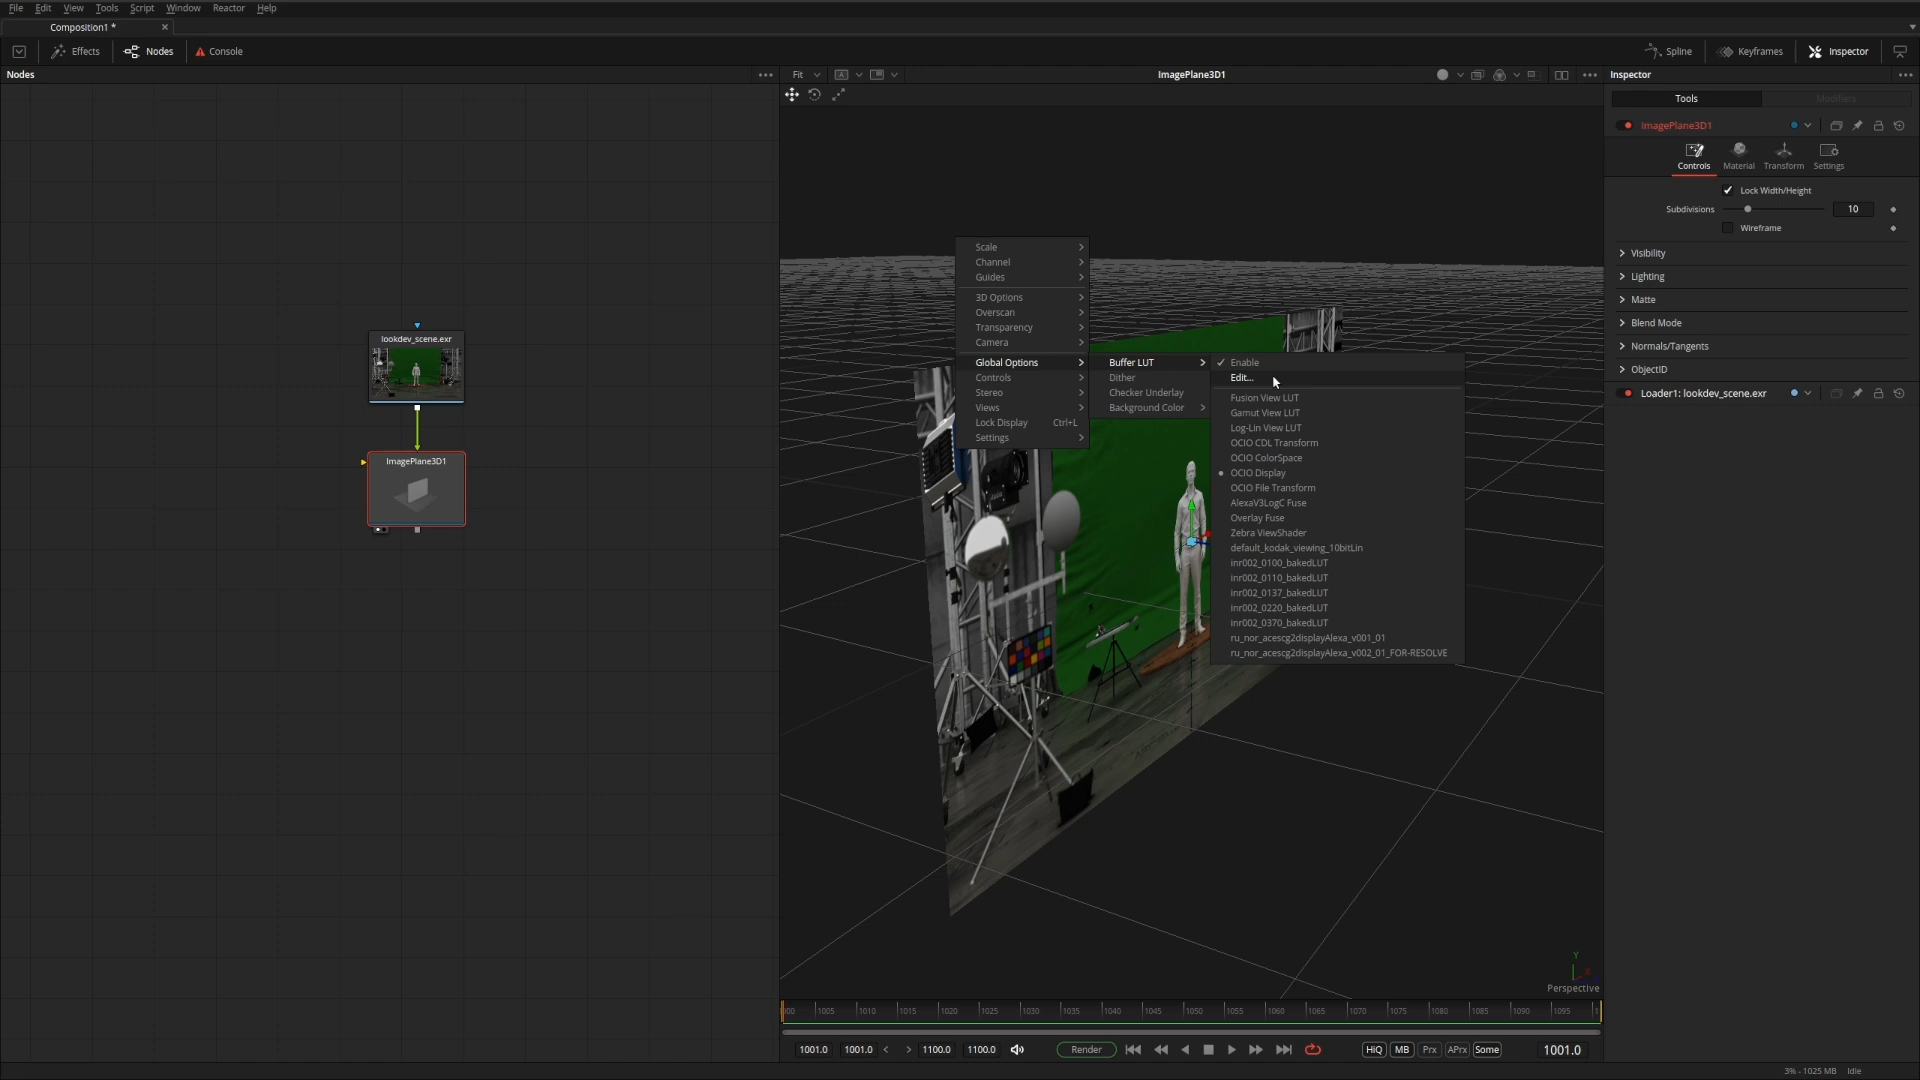 File Edit View Tools Script Window Reactor Help
Composition1 *
Effects Nodes Console Spline Keyframes Inspector
Nodes Fit ImagePlane3D1 Inspector
Tools Modifiers
ImagePlane3D1
Controls Material Transform Settings
Lock Width/Height
Subdivisions 10
Wireframe
Visibility
Lighting
Matte
Blend Mode
Normals/Tangents
ObjectID
Loader1: lookdev_scene.exr
lookdev_scene.exr
ImagePlane3D1
Scale
Channel
Guides
3D Options
Overscan
Transparency
Camera
Global Options
Controls
Stereo
Views
Lock Display Ctrl+L
Settings
Buffer LUT
Dither
Checker Underlay
Background Color
Enable
Edit...
Fusion View LUT
Gamut View LUT
Log-Lin View LUT
OCIO CDL Transform
OCIO ColorSpace
OCIO Display
OCIO File Transform
AlexaV3LogC Fuse
Overlay Fuse
Zebra ViewShader
default_kodak_viewing_10bitLin
inr002_0100_bakedLUT
inr002_0110_bakedLUT
inr002_0137_bakedLUT
inr002_0220_bakedLUT
inr002_0370_bakedLUT
ru_nor_acescg2displayAlexa_v001_01
ru_nor_acescg2displayAlexa_v002_01_FOR-RESOLVE
Y
X
Perspective
1005 1010 1015 1020 1025 1030 1035 1040 1045 1050 1055 1060 1065 1070 1075 1080 1085 1090 1095
1001.0 1001.0 1100.0 1100.0 Render HiQ MB Prx APrx Some 1001.0
3% - 1025 MB Idle